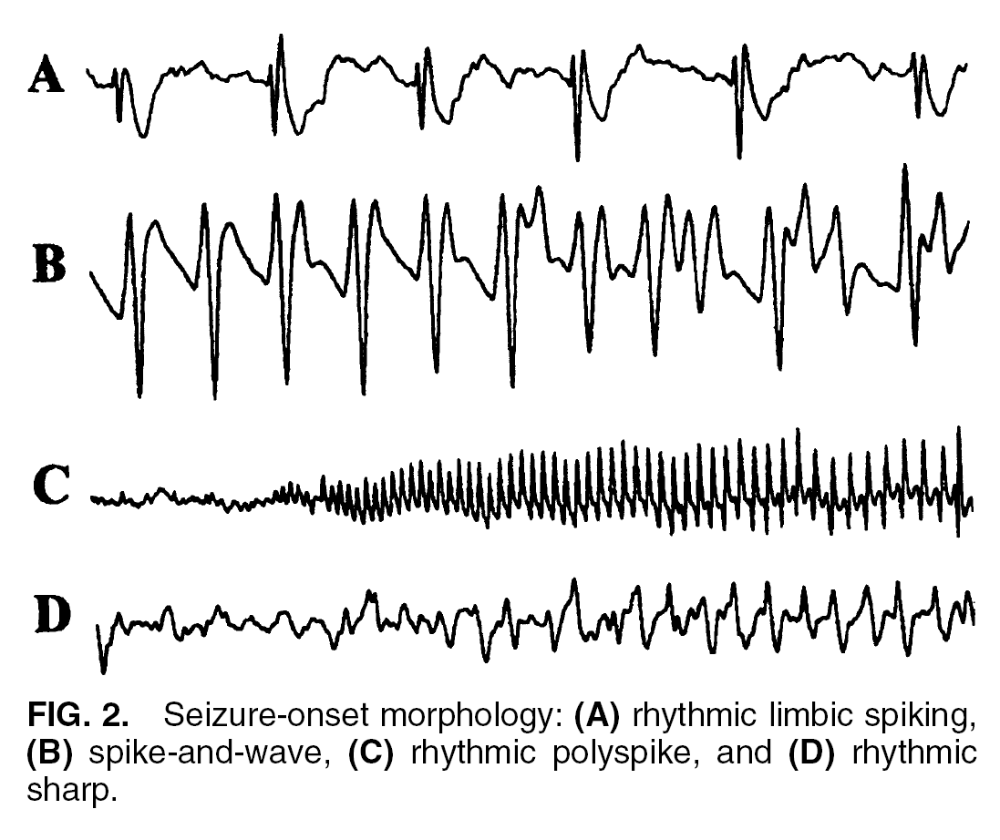 A
B
C
D
FIG. 2. Seizure-onset morphology: (A) rhythmic limbic spiking,
(B) spike-and-wave, (C) rhythmic polyspike, and (D) rhythmic
sharp.